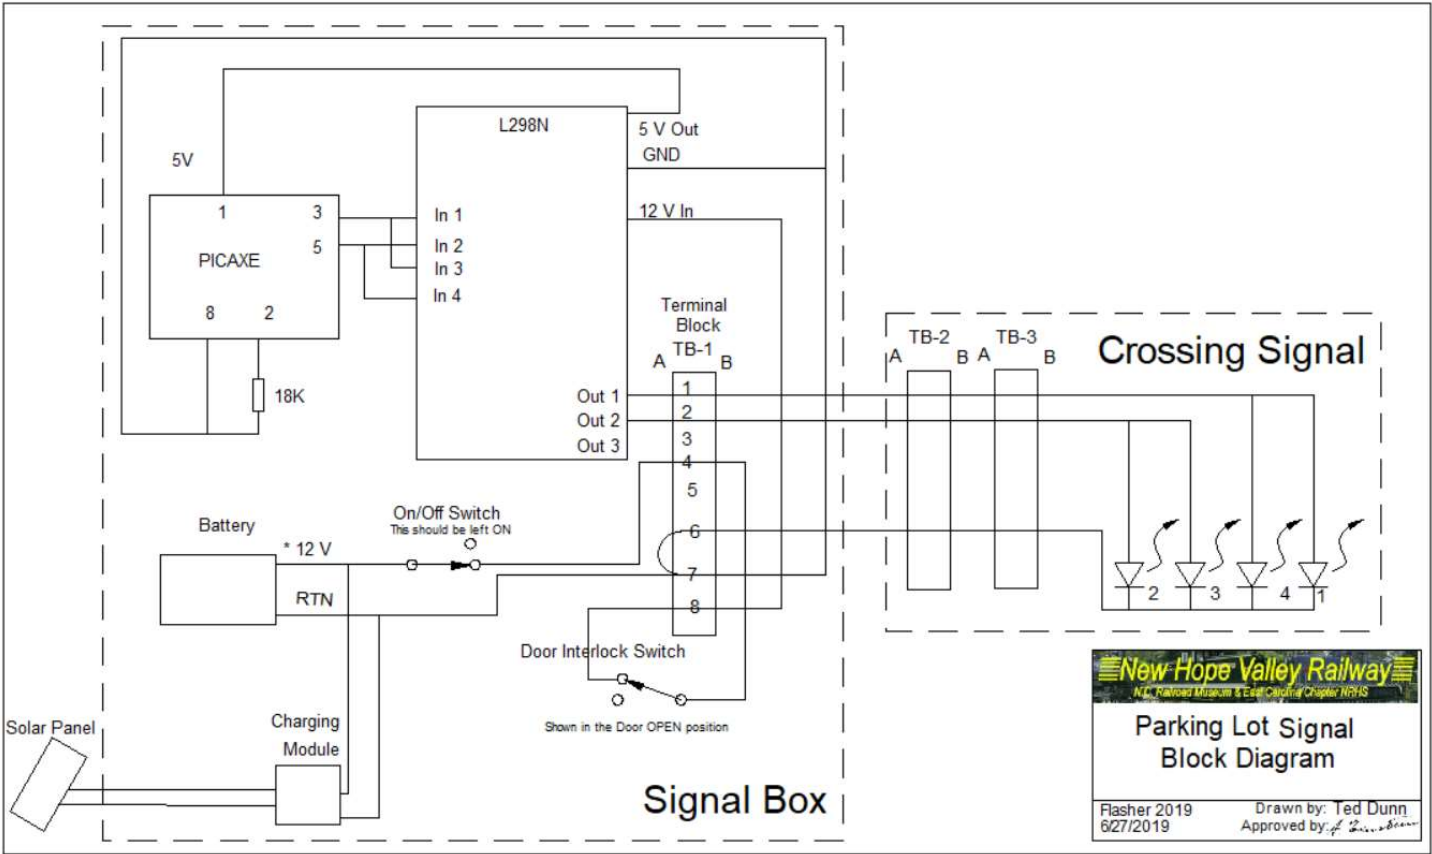 L298N
5 V Out
GND
5V
1
3
5
PICAXE
8
2
In 1
In 2
In 3
In 4
12 V In
18K
Terminal
Block
TB-1
A
B
1
2
3
4
5
6
7
8
Out 1
Out 2
Out 3
TB-2
A
B
TB-3
A
B
Crossing Signal
2
3
4
1
Battery
* 12 V
RTN
On/Off Switch
This should be left ON
Door Interlock Switch
Shown in the Door OPEN position
Solar Panel
Charging
Module
Signal Box
New Hope Valley Railway
N.C. Railroad Museum & East Carolina Chapter NRHS
Parking Lot Signal
Block Diagram
Flasher 2019
6/27/2019
Drawn by: Ted Dunn
Approved by: